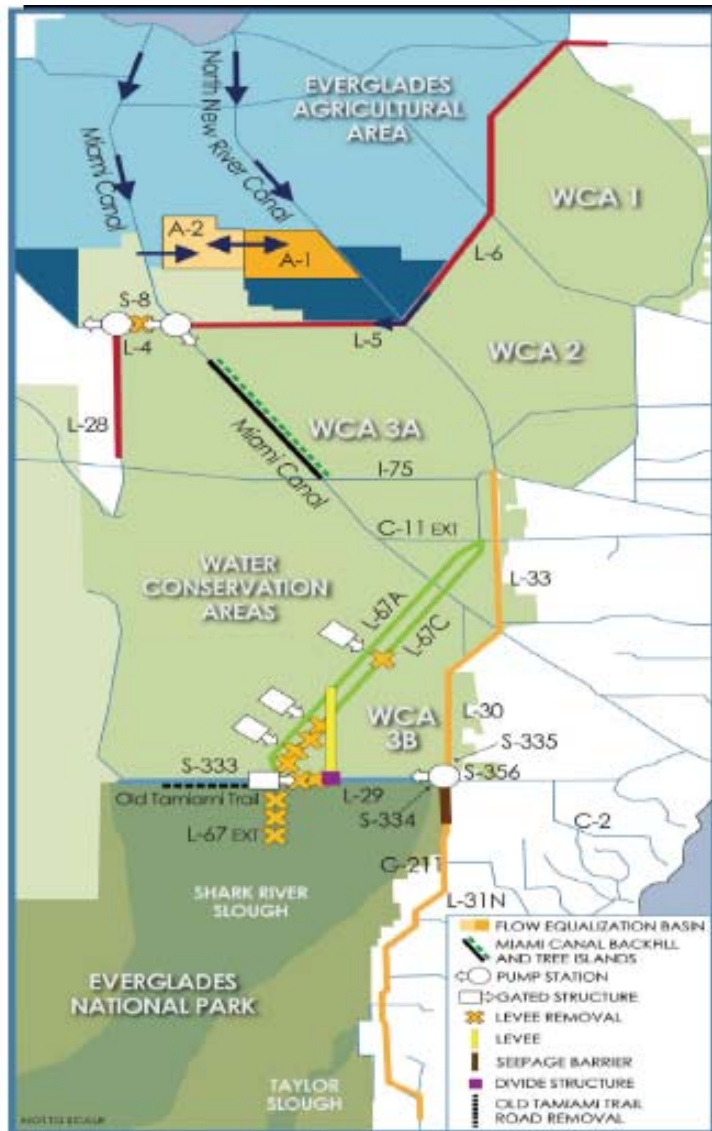 EVERGLADES
AGRICULTURAL
AREA
North New River Canal
Miami Canal
WCA 1
A-2
A-1
L-6
S-8
L-4
L-5
WCA 2
L-28
WCA 3A
Miami Canal
I-75
C-11 EXT
WATER
CONSERVATION
AREAS
L-67A
L-67C
L-33
WCA
3B
L-30
S-335
S-333
S-356
Old Tamiami Trail
L-29
S-334
C-2
L-67 EXT
G-211
SHARK RIVER
SLOUGH
L-31N
EVERGLADES
NATIONAL PARK
TAYLOR
SLOUGH
NOT TO SCALE
FLOW EQUALIZATION BASIN
MIAMI CANAL BACKFILL
AND TREE ISLANDS
PUMP STATION
GATED STRUCTURE
LEVEE REMOVAL
LEVEE
SEEPAGE BARRIER
DIVIDE STRUCTURE
OLD TAMIAMI TRAIL
ROAD REMOVAL